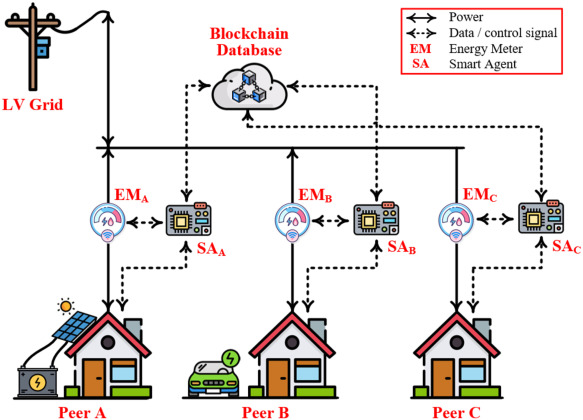 Blockchain
Database
Power
Data / control signal
EM Energy Meter
SA Smart Agent
LV Grid
EMA
EMB
EMC
SAA
SAB
SAC
Peer A
Peer B
Peer C